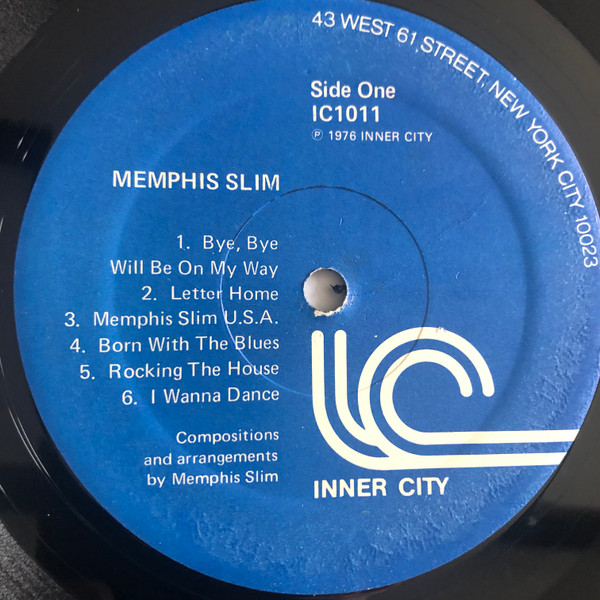 43 WEST 61 STREET, NEW YORK CITY, 10023
Side One
IC1011
Ⓟ 1976 INNER CITY
MEMPHIS SLIM
1. Bye, Bye
Will Be On My Way
2. Letter Home
3. Memphis Slim U.S.A.
4. Born With The Blues
5. Rocking The House
6. I Wanna Dance
Compositions
and arrangements
by Memphis Slim
IC
INNER CITY